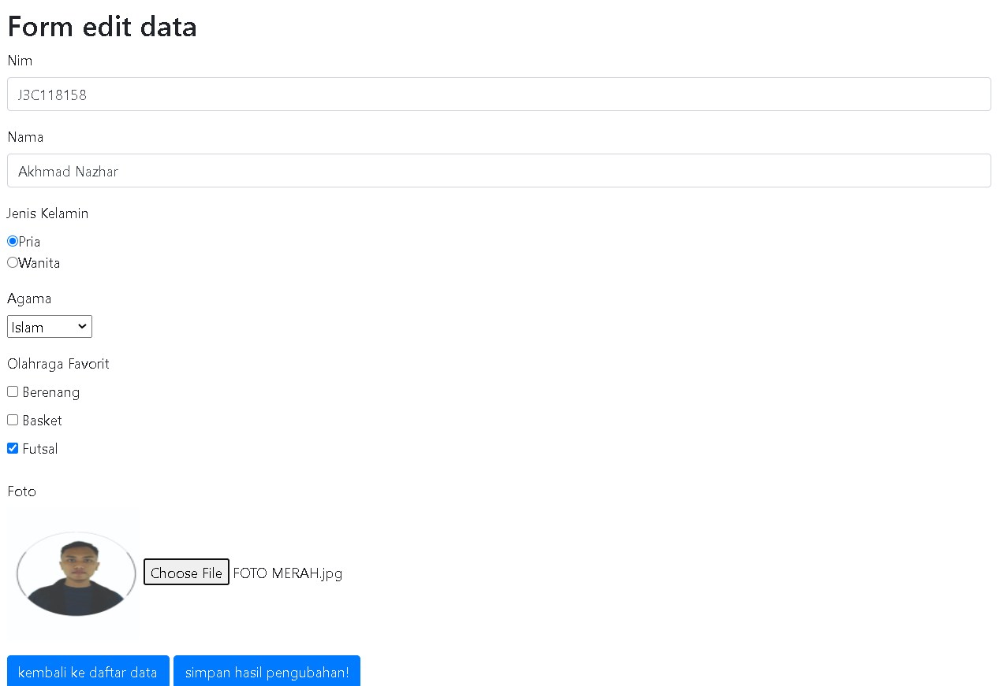 Form edit data
Nim
J3C118158
Nama
Akhmad Nazhar
Jenis Kelamin
Pria
Wanita
Agama
Islam
Olahraga Favorit
Berenang
Basket
Futsal
Foto
Choose File FOTO MERAH.jpg
kembali ke daftar data simpan hasil pengubahan!